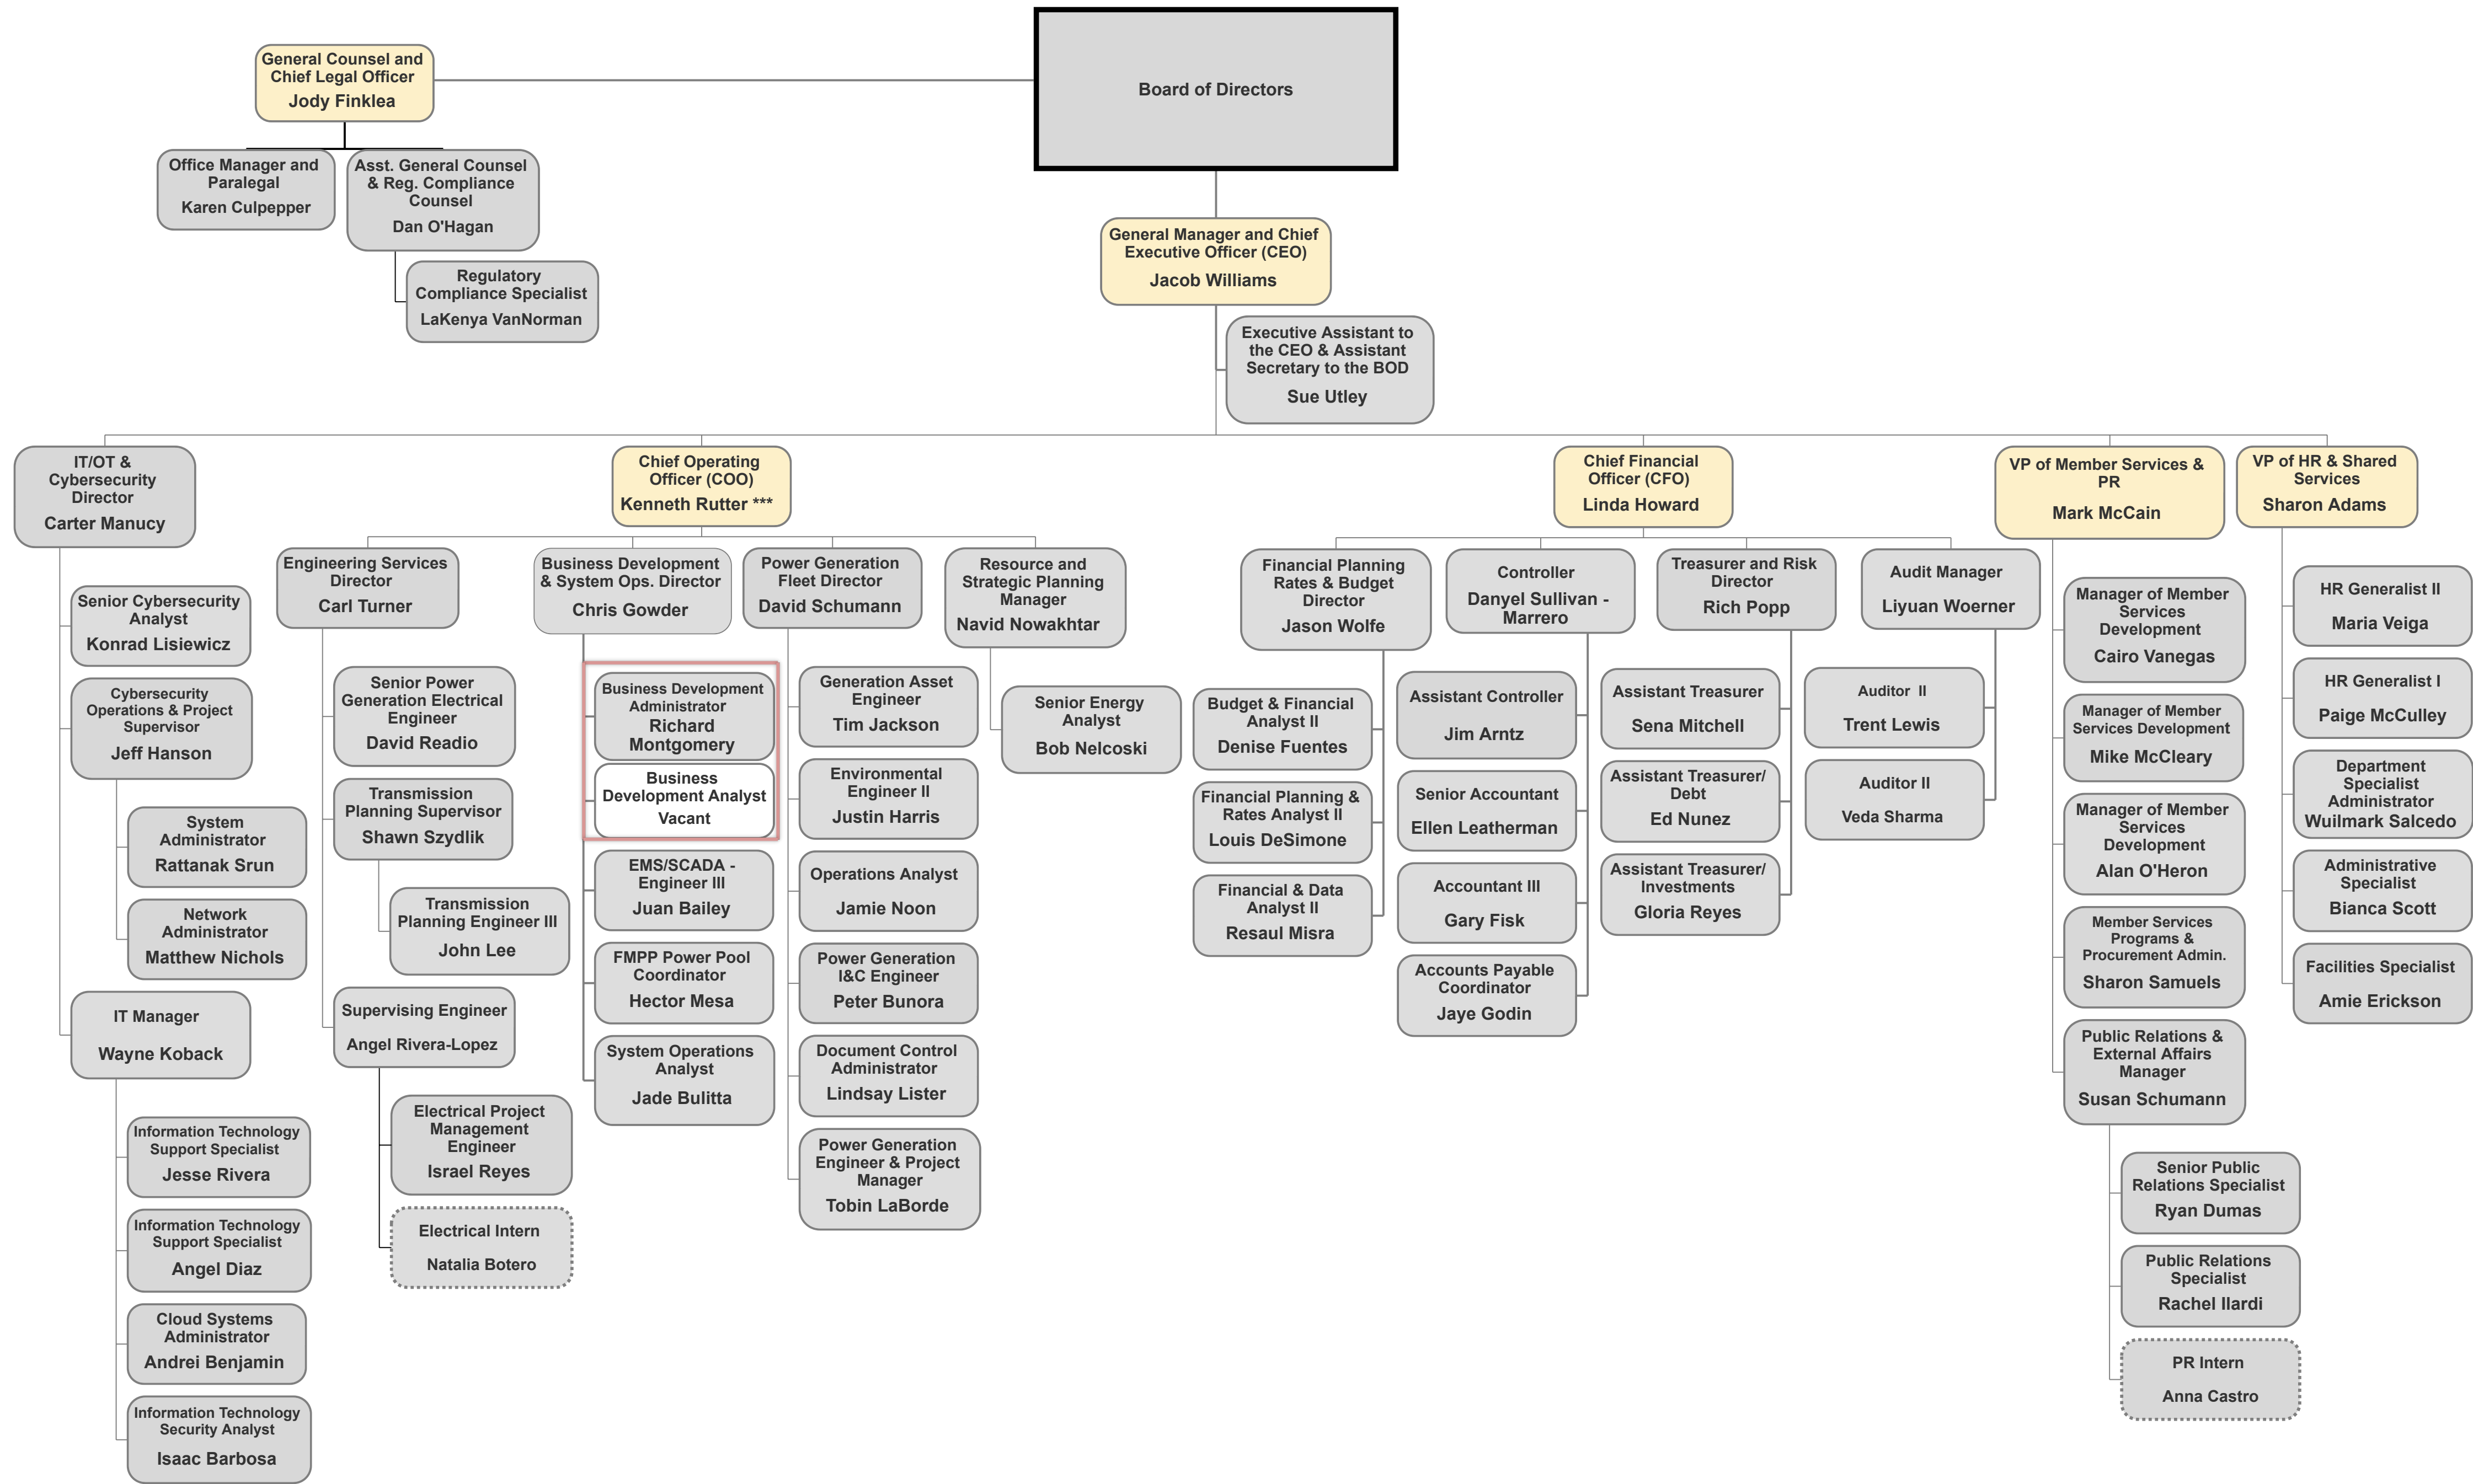 Board of Directors
General Counsel and
Chief Legal Officer
Jody Finklea
Office Manager and
Paralegal
Karen Culpepper
Asst. General Counsel
& Reg. Compliance
Counsel
Dan O'Hagan
Regulatory
Compliance Specialist
LaKenya VanNorman
General Manager and Chief
Executive Officer (CEO)
Jacob Williams
Executive Assistant to
the CEO & Assistant
Secretary to the BOD
Sue Utley
IT/OT &
Cybersecurity
Director
Carter Manucy
Senior Cybersecurity
Analyst
Konrad Lisiewicz
Cybersecurity
Operations & Project
Supervisor
Jeff Hanson
System
Administrator
Rattanak Srun
Network
Administrator
Matthew Nichols
IT Manager
Wayne Koback
Information Technology
Support Specialist
Jesse Rivera
Information Technology
Support Specialist
Angel Diaz
Cloud Systems
Administrator
Andrei Benjamin
Information Technology
Security Analyst
Isaac Barbosa
Chief Operating
Officer (COO)
Kenneth Rutter ***
Engineering Services
Director
Carl Turner
Senior Power
Generation Electrical
Engineer
David Readio
Transmission
Planning Supervisor
Shawn Szydlik
Transmission
Planning Engineer III
John Lee
Supervising Engineer
Angel Rivera-Lopez
Electrical Project
Management
Engineer
Israel Reyes
Electrical Intern
Natalia Botero
Business Development
& System Ops. Director
Chris Gowder
Business Development
Administrator
Richard
Montgomery
Business
Development Analyst
Vacant
EMS/SCADA -
Engineer III
Juan Bailey
FMPP Power Pool
Coordinator
Hector Mesa
System Operations
Analyst
Jade Bulitta
Power Generation
Fleet Director
David Schumann
Generation Asset
Engineer
Tim Jackson
Environmental
Engineer II
Justin Harris
Operations Analyst
Jamie Noon
Power Generation
I&C Engineer
Peter Bunora
Document Control
Administrator
Lindsay Lister
Power Generation
Engineer & Project
Manager
Tobin LaBorde
Resource and
Strategic Planning
Manager
Navid Nowakhtar
Senior Energy
Analyst
Bob Nelcoski
Chief Financial
Officer (CFO)
Linda Howard
Financial Planning
Rates & Budget
Director
Jason Wolfe
Budget & Financial
Analyst II
Denise Fuentes
Financial Planning &
Rates Analyst II
Louis DeSimone
Financial & Data
Analyst II
Resaul Misra
Controller
Danyel Sullivan -
Marrero
Assistant Controller
Jim Arntz
Senior Accountant
Ellen Leatherman
Accountant III
Gary Fisk
Accounts Payable
Coordinator
Jaye Godin
Treasurer and Risk
Director
Rich Popp
Assistant Treasurer
Sena Mitchell
Assistant Treasurer/
Debt
Ed Nunez
Assistant Treasurer/
Investments
Gloria Reyes
Audit Manager
Liyuan Woerner
Auditor II
Trent Lewis
Auditor II
Veda Sharma
VP of Member Services &
PR
Mark McCain
Manager of Member
Services
Development
Cairo Vanegas
Manager of Member
Services Development
Mike McCleary
Manager of Member
Services
Development
Alan O'Heron
Member Services
Programs &
Procurement Admin.
Sharon Samuels
Public Relations &
External Affairs
Manager
Susan Schumann
Senior Public
Relations Specialist
Ryan Dumas
Public Relations
Specialist
Rachel Ilardi
PR Intern
Anna Castro
VP of HR & Shared
Services
Sharon Adams
HR Generalist II
Maria Veiga
HR Generalist I
Paige McCulley
Department
Specialist
Administrator
Wuilmark Salcedo
Administrative
Specialist
Bianca Scott
Facilities Specialist
Amie Erickson